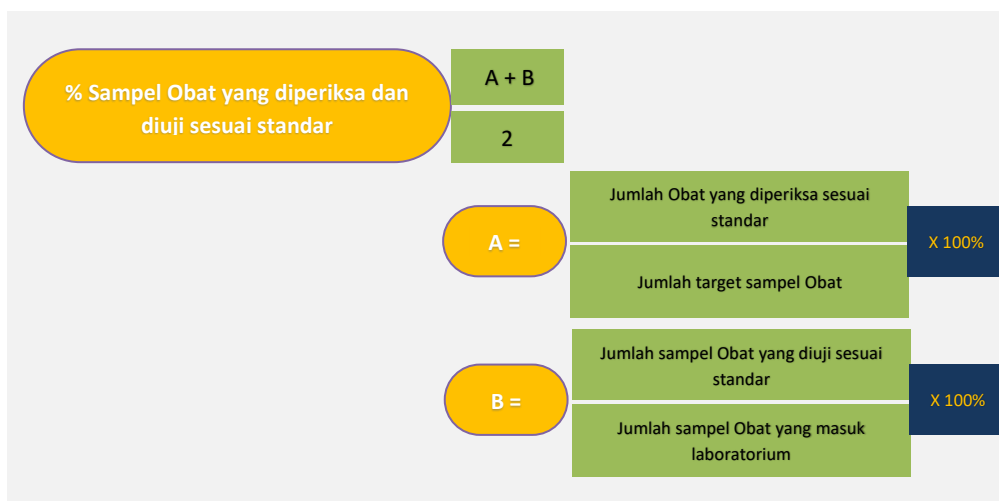 % Sampel Obat yang diperiksa dan
diuji sesuai standar
A + B
2
A =
Jumlah Obat yang diperiksa sesuai
standar
Jumlah target sampel Obat
X 100%
B =
Jumlah sampel Obat yang diuji sesuai
standar
Jumlah sampel Obat yang masuk
laboratorium
X 100%